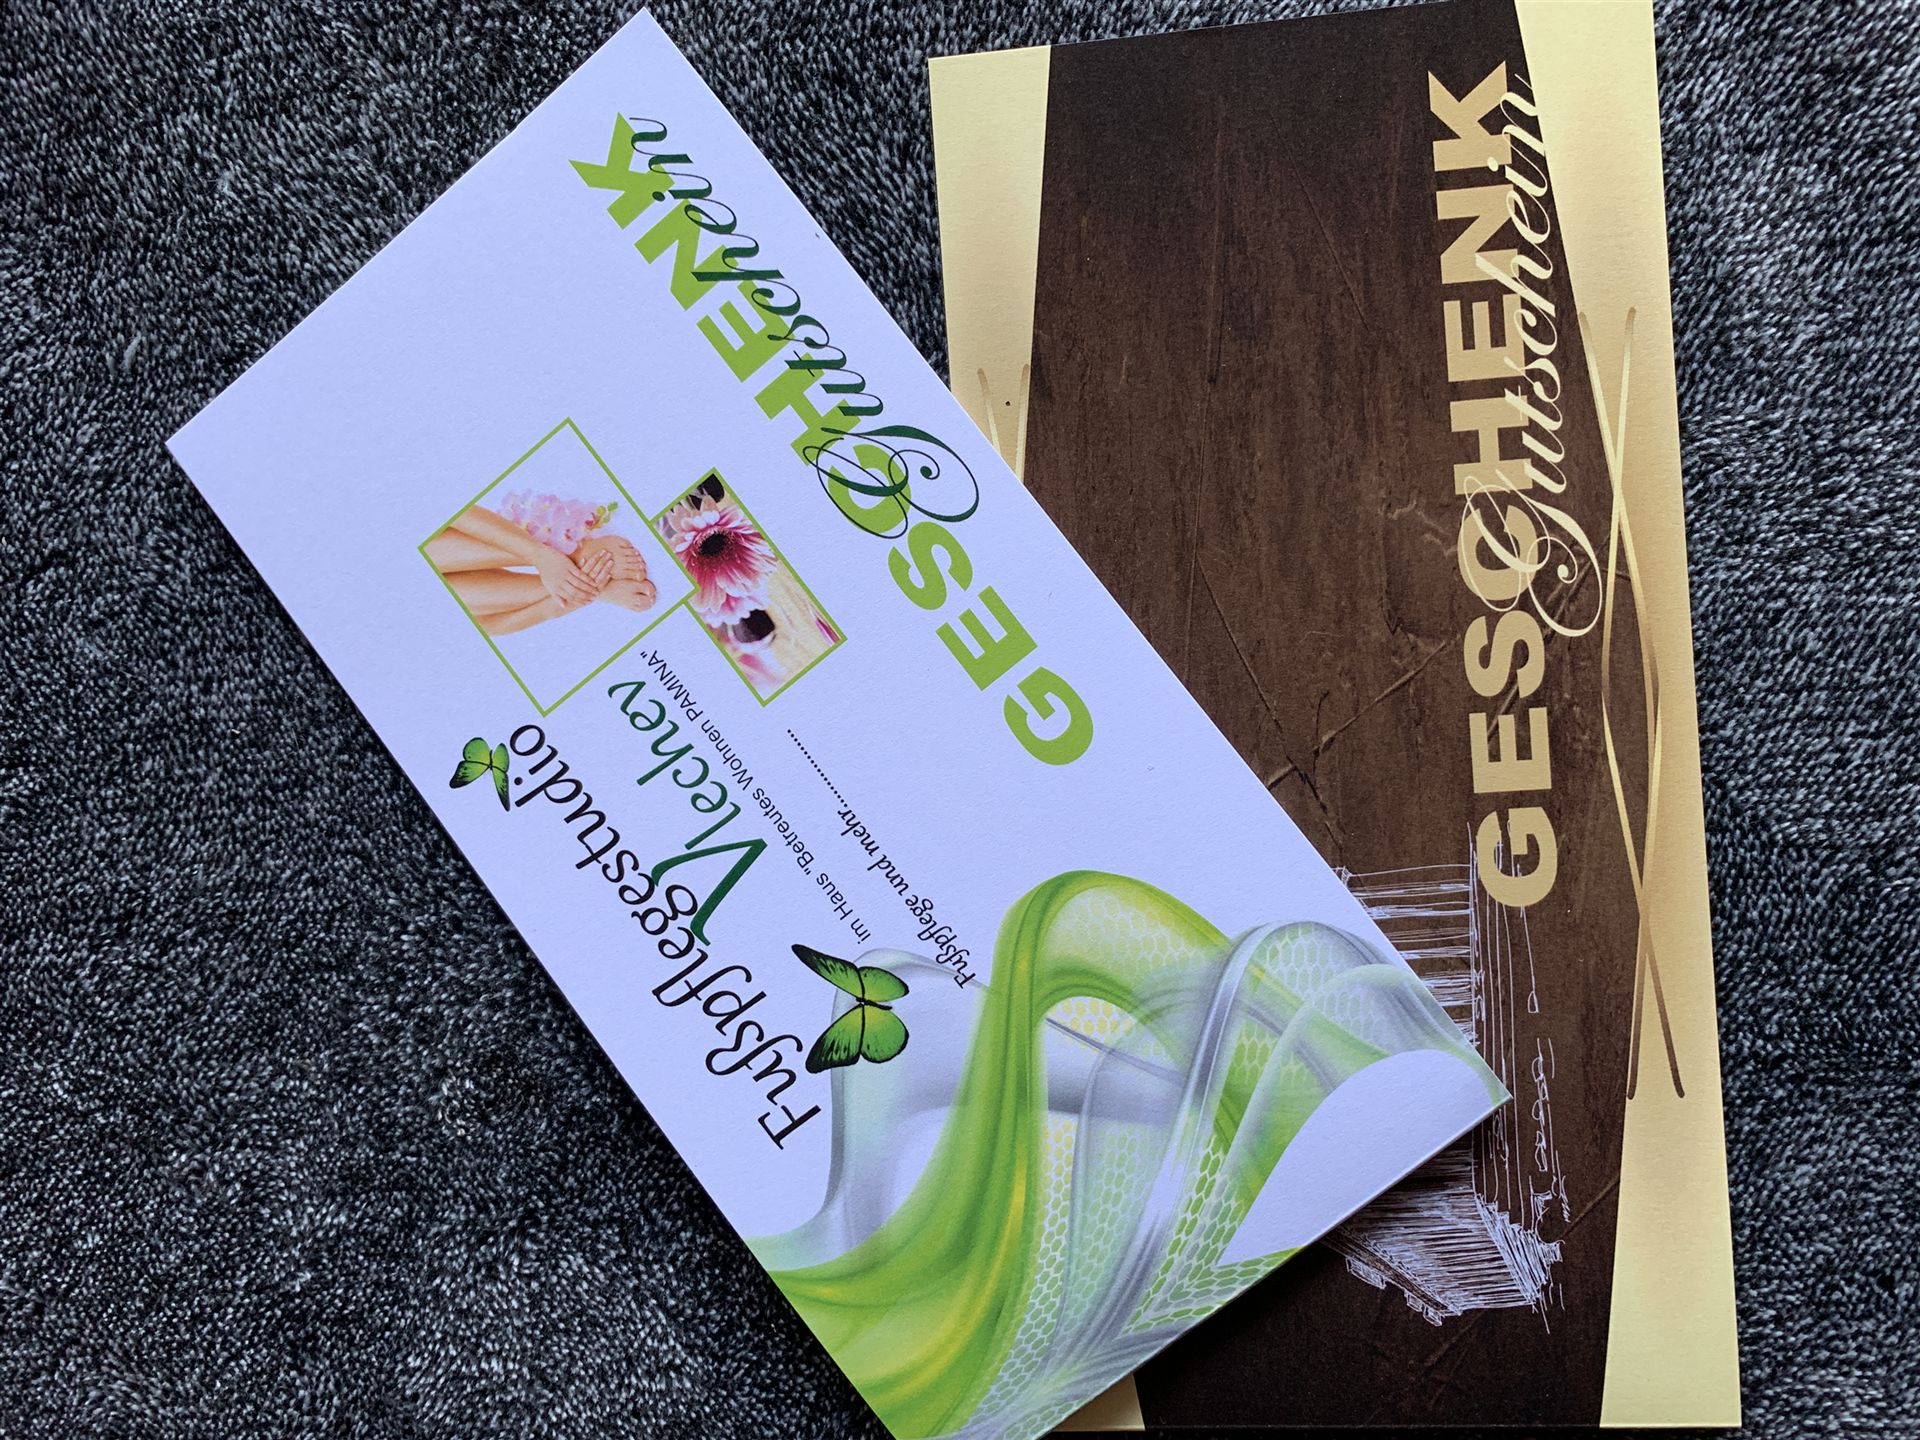 Fußpflegestudio
Vlechev
im Haus "Betreutes Wohnen PAMINA"
Fußpflege und mehr...............
GESCHENK
Gutschein
GESCHENK
Gutschein